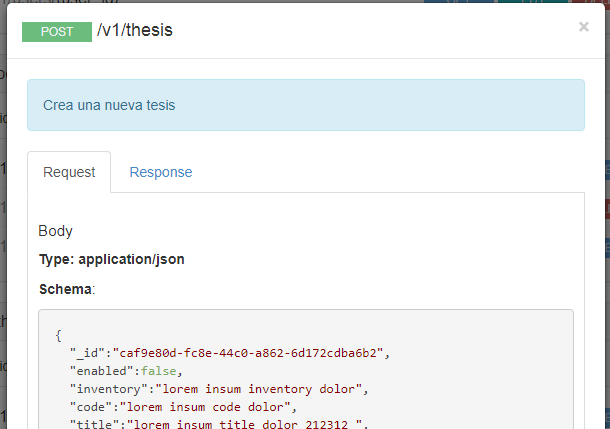 POST /v1/thesis ×
Crea una nueva tesis
Request Response
Body
Type: application/json
Schema:
{
"_id":"caf9e80d-fc8e-44c0-a862-6d172cdba6b2",
"enabled":false,
"inventory":"lorem insum inventory dolor",
"code":"lorem insum code dolor",
"title":"lorem insum title dolor 212312 ",